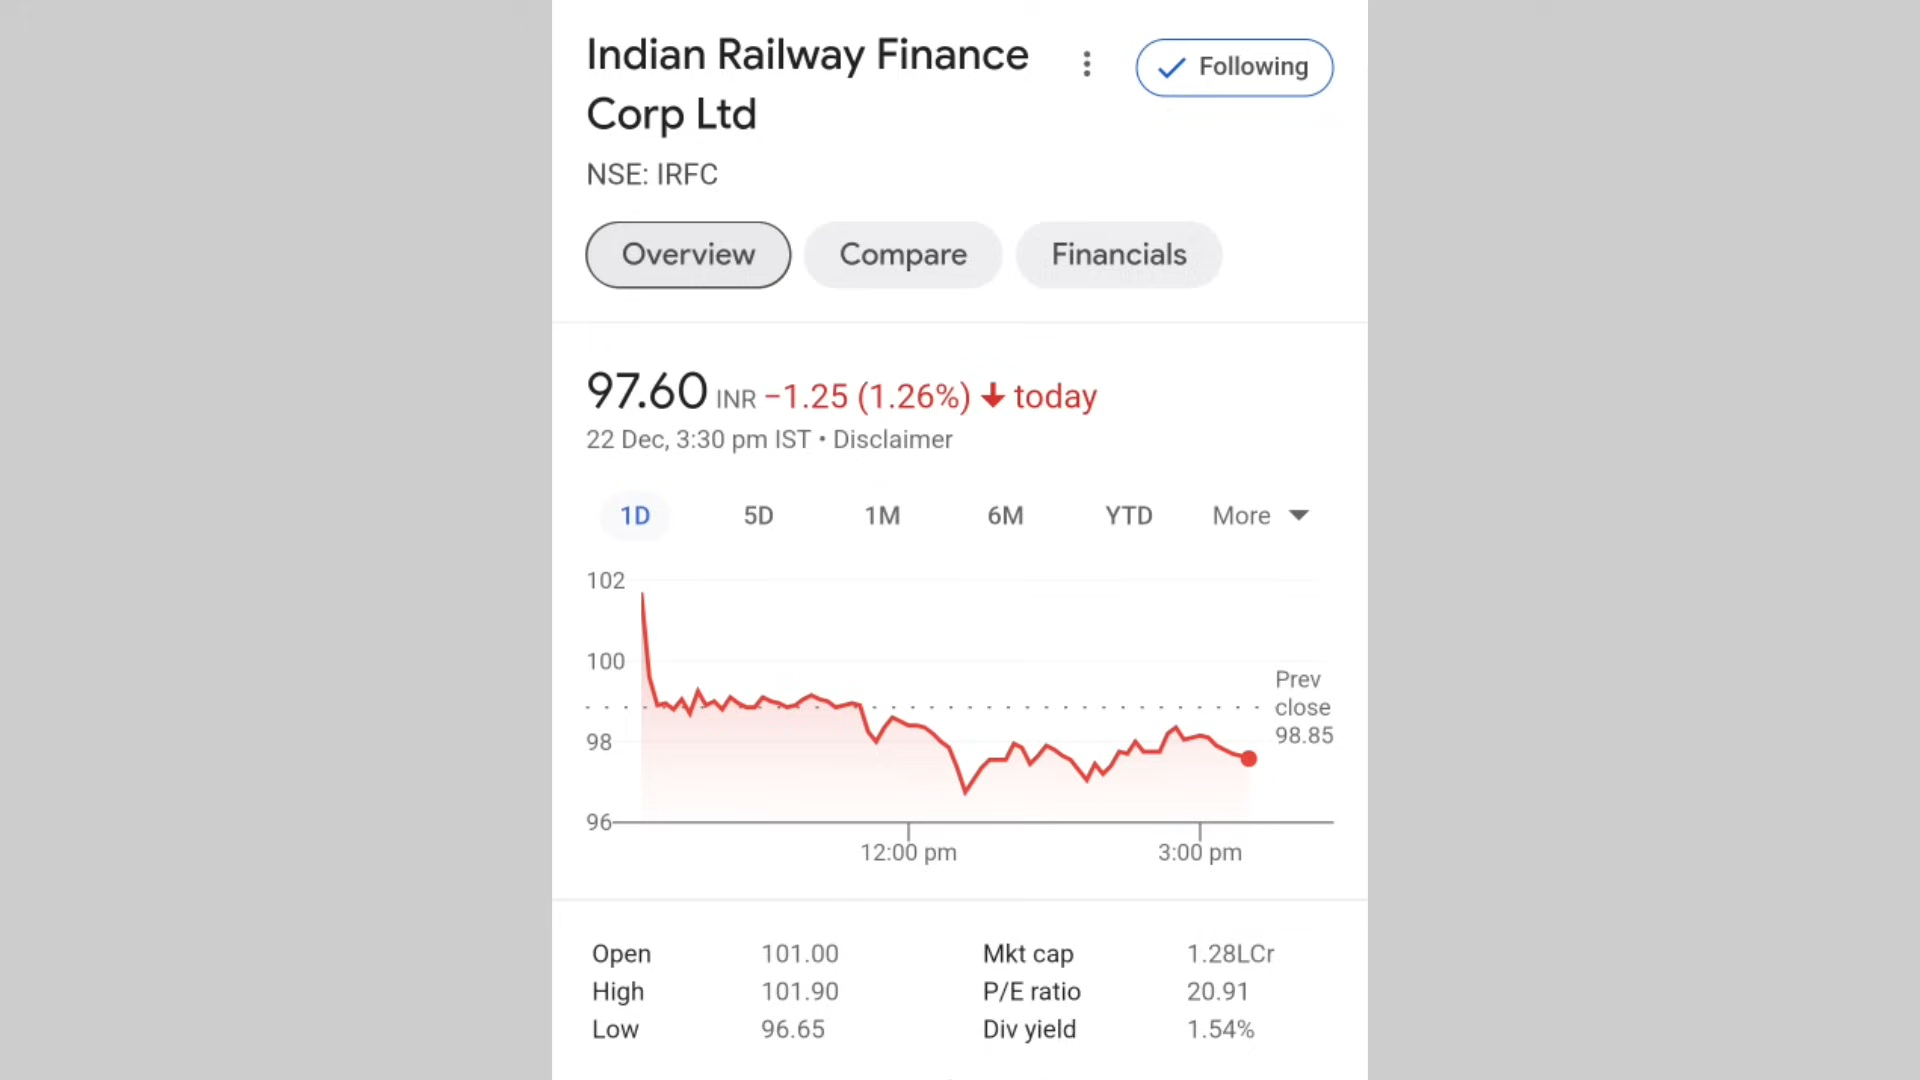 Indian Railway Finance
Corp Ltd
Following
NSE: IRFC
Overview
Compare
Financials
97.60 INR −1.25 (1.26%) today
22 Dec, 3:30 pm IST • Disclaimer
1D 5D 1M 6M YTD More
102
100
98
96
Prev
close
98.85
12:00 pm 3:00 pm
Open 101.00 Mkt cap 1.28LCr
High 101.90 P/E ratio 20.91
Low 96.65 Div yield 1.54%